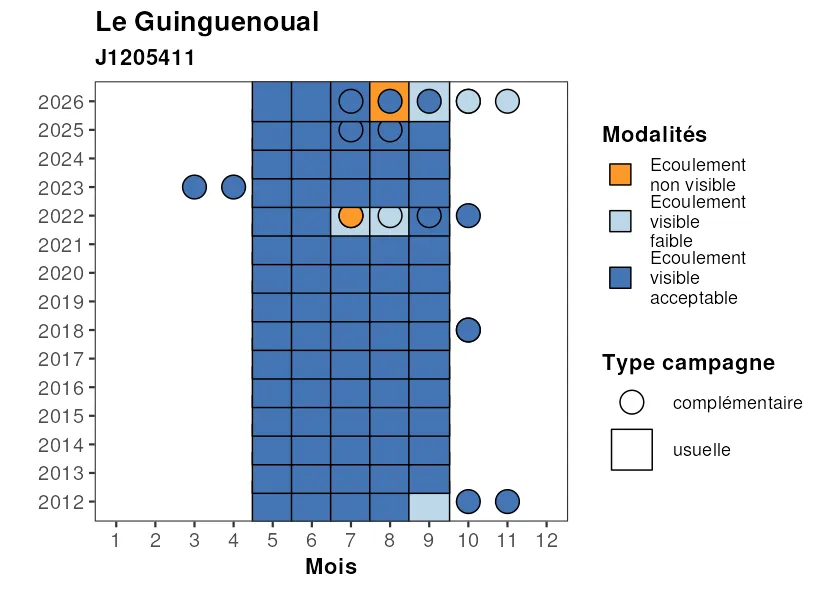 Le Guinguenoual
J1205411
2026
2025
2024
2023
2022
2021
2020
2019
2018
2017
2016
2015
2014
2013
2012
1 2 3 4 5 6 7 8 9 10 11 12
Mois
Modalités
Ecoulement
non visible
Ecoulement
visible
faible
Ecoulement
visible
acceptable
Type campagne
complémentaire
usuelle